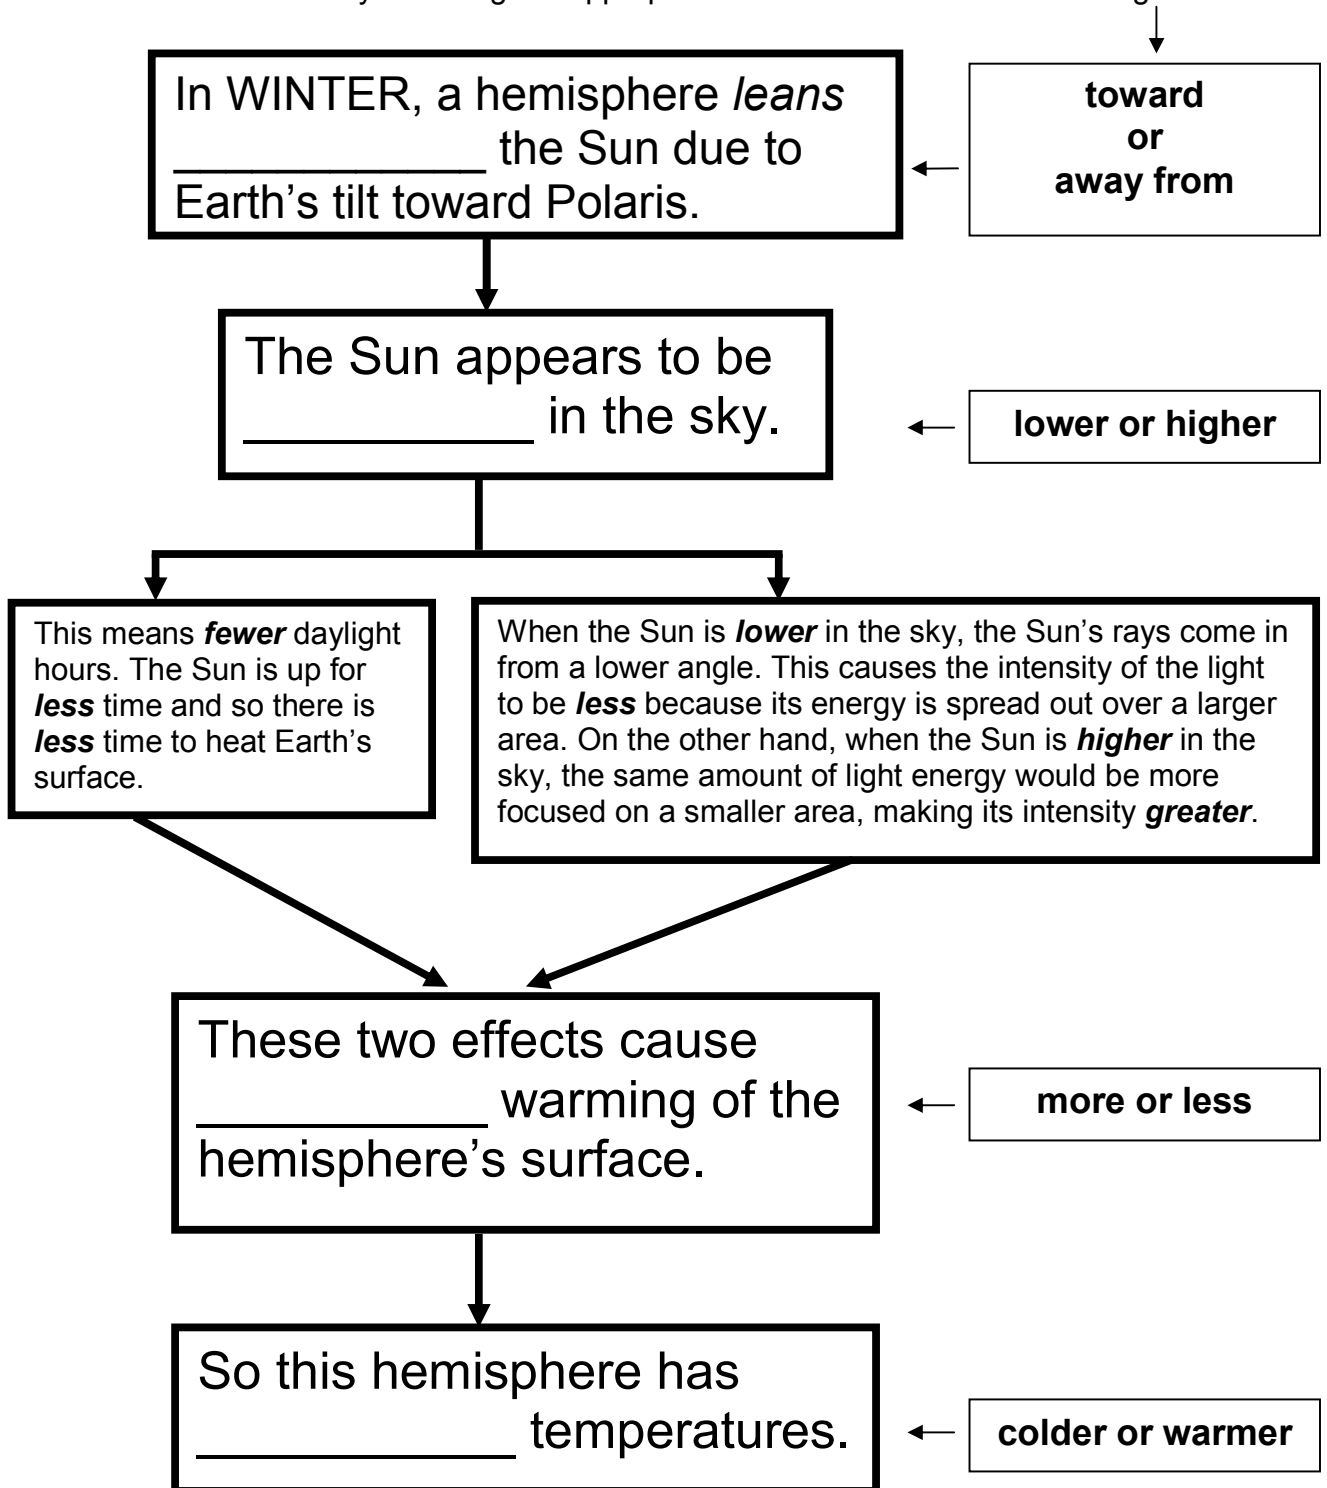 In WINTER, a hemisphere leans
____________ the Sun due to
Earth's tilt toward Polaris.
toward
or
away from
The Sun appears to be
___________ in the sky.
lower or higher
This means fewer daylight
hours. The Sun is up for
less time and so there is
less time to heat Earth's
surface.
When the Sun is lower in the sky, the Sun's rays come in
from a lower angle. This causes the intensity of the light
to be less because its energy is spread out over a larger
area. On the other hand, when the Sun is higher in the
sky, the same amount of light energy would be more
focused on a smaller area, making its intensity greater.
These two effects cause
___________ warming of the
hemisphere's surface.
more or less
So this hemisphere has
____________ temperatures.
colder or warmer